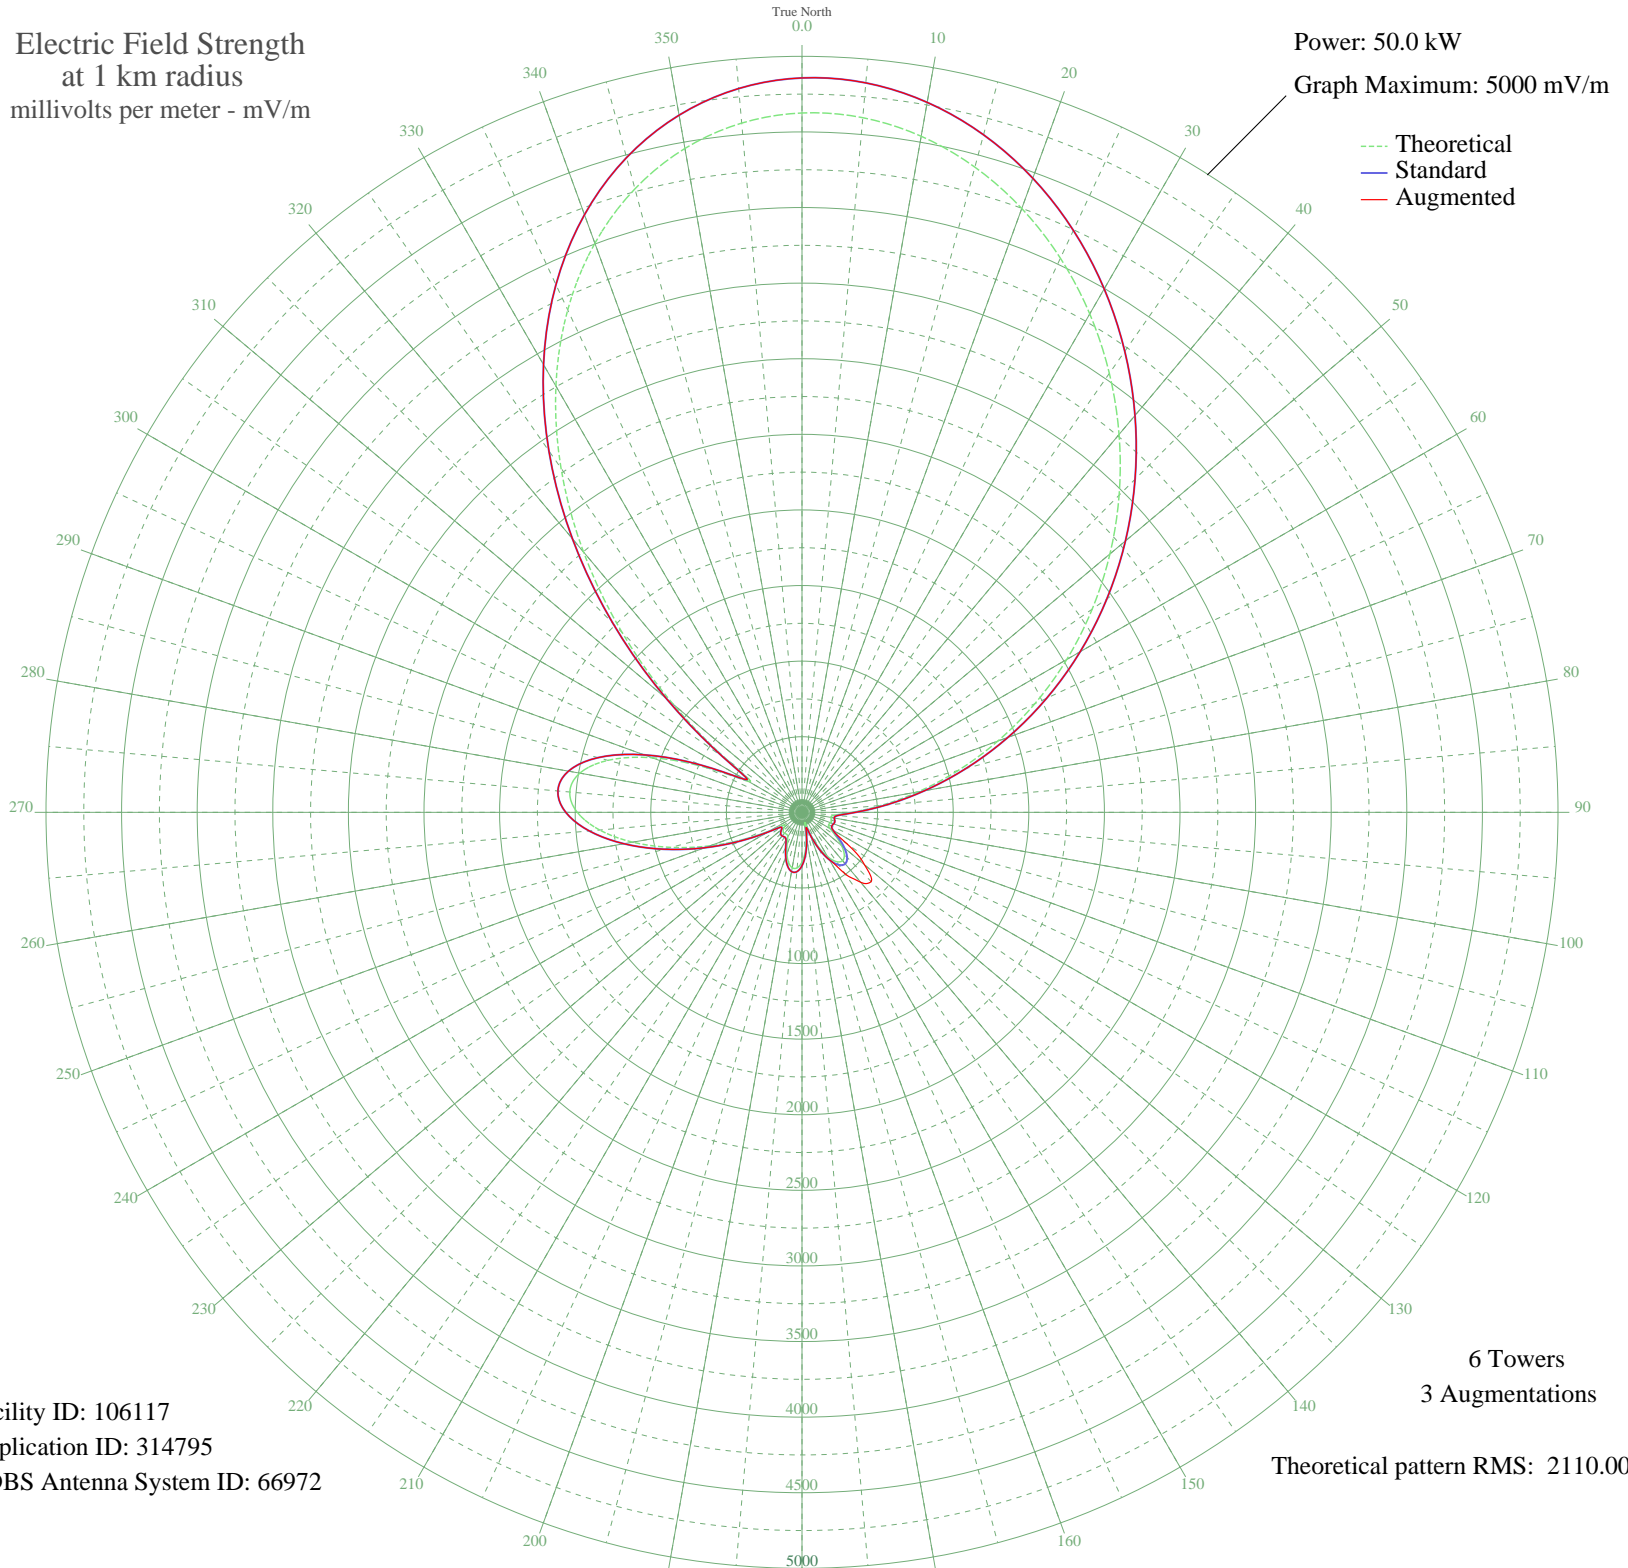 True North
0.0
Electric Field Strength
at 1 km radius
millivolts per meter - mV/m
Power: 50.0 kW
Graph Maximum: 5000 mV/m
Theoretical
Standard
Augmented
10
20
30
40
50
60
70
80
90
100
110
120
130
140
150
160
200
210
220
230
240
250
260
270
280
290
300
310
320
330
340
350
1000
1500
2000
2500
3000
3500
4000
4500
5000
6 Towers
3 Augmentations
Theoretical pattern RMS: 2110.00
cility ID: 106117
plication ID: 314795
DBS Antenna System ID: 66972